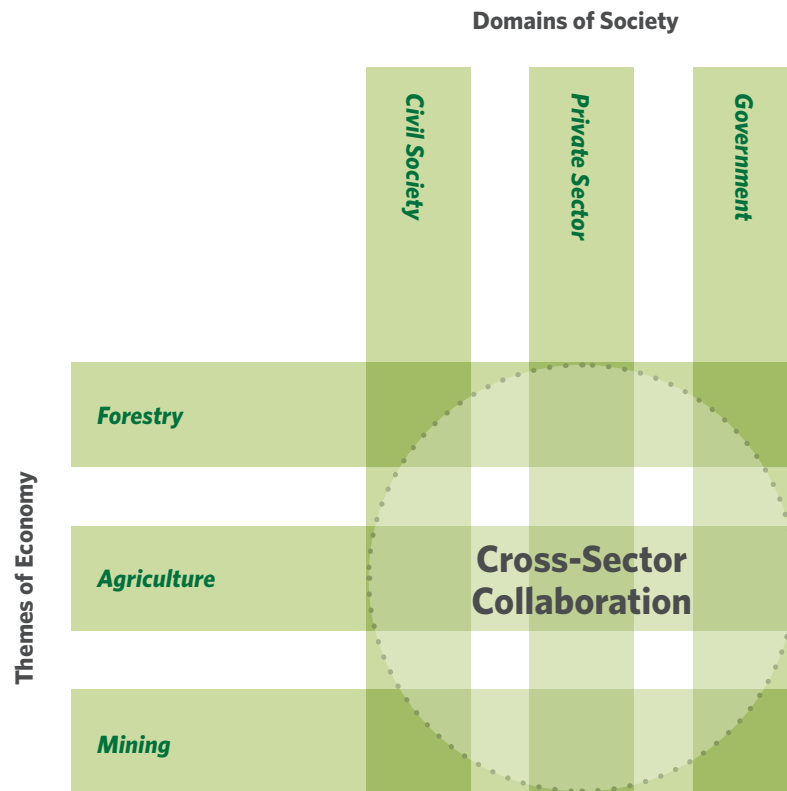 Domains of Society
Civil Society
Private Sector
Government
Themes of Economy
Forestry
Agriculture
Mining
Cross-Sector
Collaboration